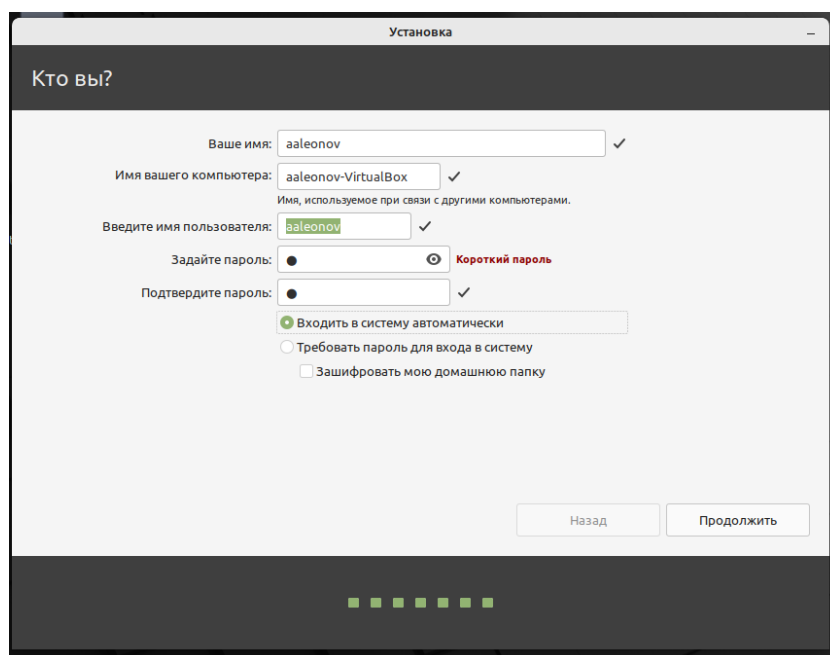 Установка
Кто вы?
Ваше имя: aaleonov
Имя вашего компьютера: aaleonov-VirtualBox
Имя, используемое при связи с другими компьютерами.
Введите имя пользователя: aaleonov
Задайте пароль: ● Короткий пароль
Подтвердите пароль: ●
Входить в систему автоматически
Требовать пароль для входа в систему
Зашифровать мою домашнюю папку
Назад Продолжить